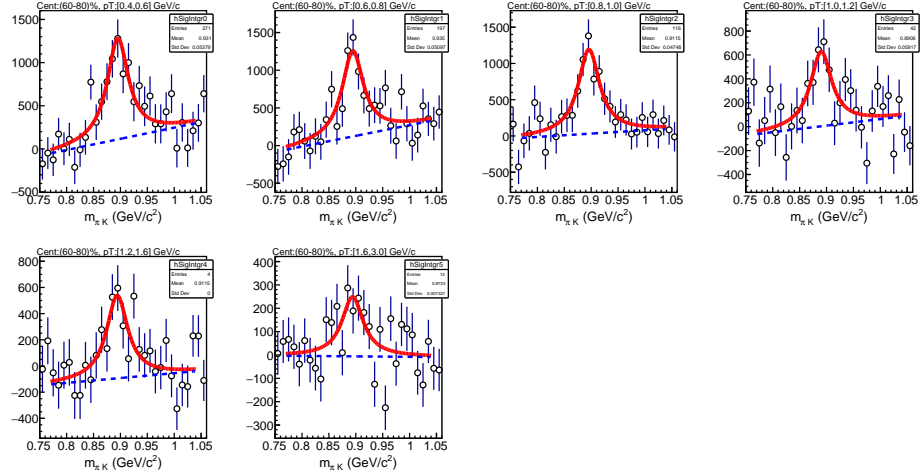 Cent:(60-80)%, pT:[0.4,0.6] GeV/c
hSigIntgr0
Entries 271
Mean 0.931
Std Dev 0.05379
1500
1000
500
0
−500
0.75 0.8 0.85 0.9 0.95 1 1.05
m π K (GeV/c²)
Cent:(60-80)%, pT:[0.6,0.8] GeV/c
hSigIntgr1
Entries 197
Mean 0.935
Std Dev 0.05097
1500
1000
500
0
−500
0.75 0.8 0.85 0.9 0.95 1 1.05
m π K (GeV/c²)
Cent:(60-80)%, pT:[0.8,1.0] GeV/c
hSigIntgr2
Entries 116
Mean 0.9115
Std Dev 0.04748
1500
1000
500
0
−500
0.75 0.8 0.85 0.9 0.95 1 1.05
m π K (GeV/c²)
Cent:(60-80)%, pT:[1.0,1.2] GeV/c
hSigIntgr3
Entries 42
Mean 0.8906
Std Dev 0.05917
800
600
400
200
0
−200
−400
0.75 0.8 0.85 0.9 0.95 1 1.05
m π K (GeV/c²)
Cent:(60-80)%, pT:[1.2,1.6] GeV/c
hSigIntgr4
Entries 4
Mean 0.9115
Std Dev 0
800
600
400
200
0
−200
−400
0.75 0.8 0.85 0.9 0.95 1 1.05
m π K (GeV/c²)
Cent:(60-80)%, pT:[1.6,3.0] GeV/c
hSigIntgr5
Entries 12
Mean 0.8733
Std Dev 0.007327
400
300
200
100
0
−100
−200
−300
0.75 0.8 0.85 0.9 0.95 1 1.05
m π K (GeV/c²)